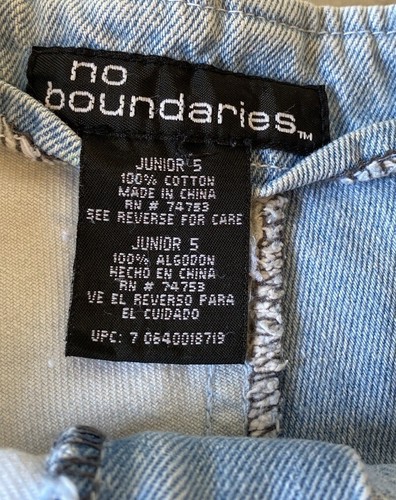 no
boundaries™
JUNIOR 5
100% COTTON
MADE IN CHINA
RN # 74753
SEE REVERSE FOR CARE
JUNIOR 5
100% ALGODON
HECHO EN CHINA
RN # 74753
VE EL REVERSO PARA
EL CUIDADO
UPC: 7 0640018719